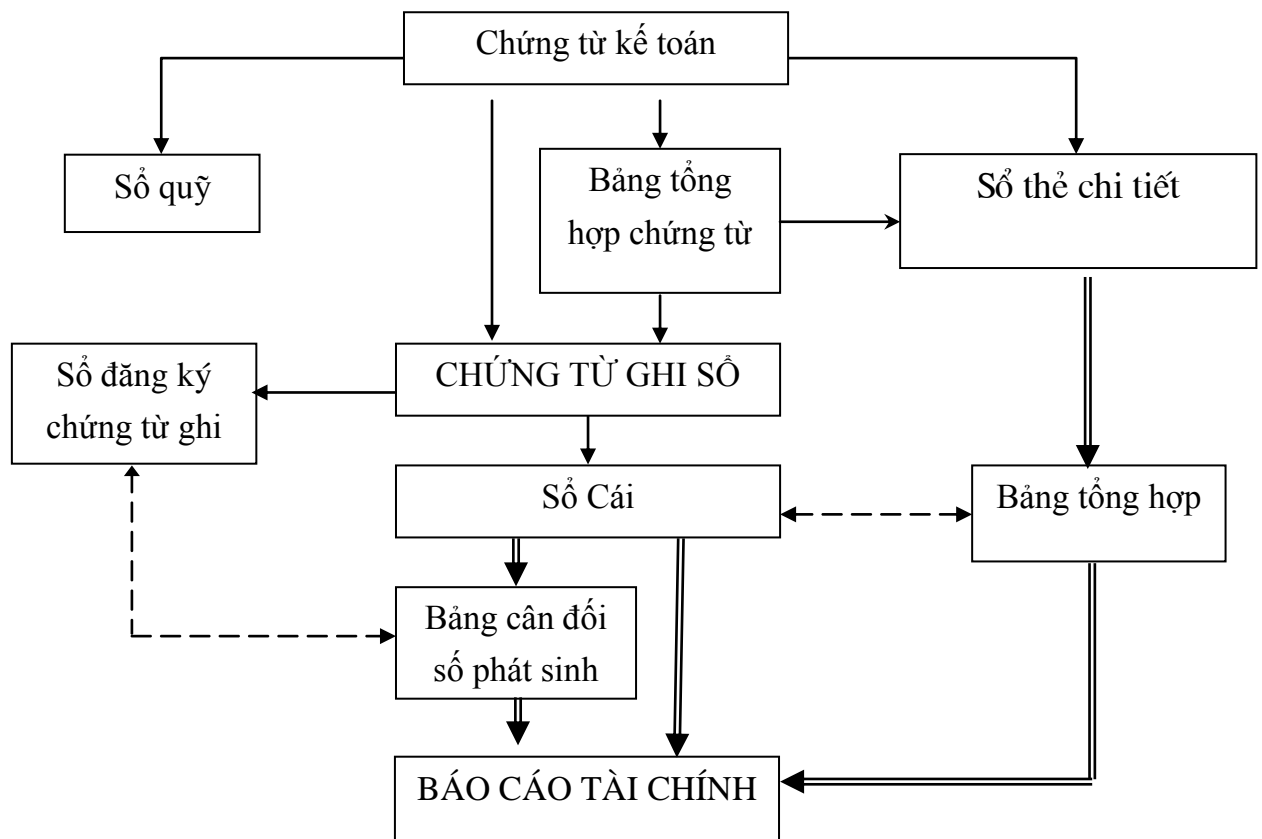 Chứng từ kế toán
Sổ quỹ
Bảng tổng
hợp chứng từ
Sổ thẻ chi tiết
Sổ đăng ký
chứng từ ghi
CHỨNG TỪ GHI SỔ
Sổ Cái
Bảng tổng hợp
Bảng cân đối
số phát sinh
BÁO CÁO TÀI CHÍNH